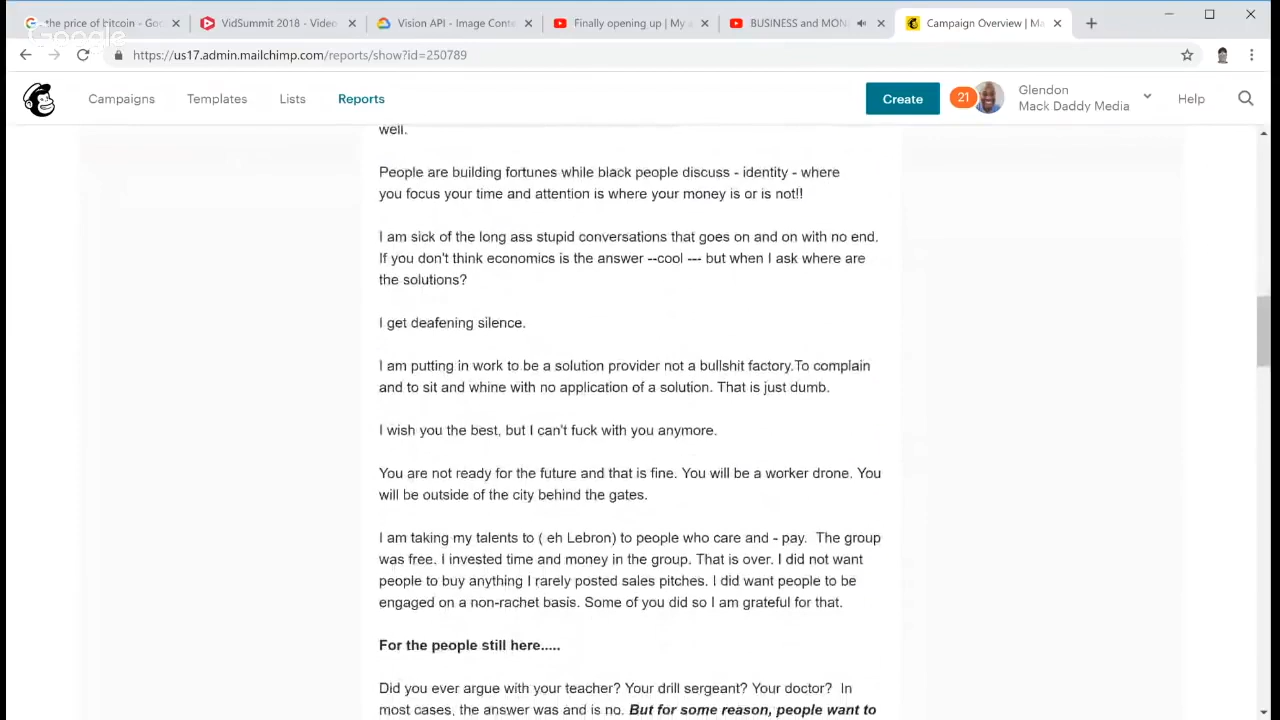 the price of bitcoin - Goo
VidSummit 2018 - Video
Vision API - Image Conte
Finally opening up | My a
BUSINESS and MON
Campaign Overview | Ma
Google
https://us17.admin.mailchimp.com/reports/show?id=250789
Campaigns
Templates
Lists
Reports
Create
21
Glendon
Mack Daddy Media
Help
well.
People are building fortunes while black people discuss - identity - where
you focus your time and attention is where your money is or is not!!
I am sick of the long ass stupid conversations that goes on and on with no end.
If you don't think economics is the answer --cool --- but when I ask where are
the solutions?
I get deafening silence.
I am putting in work to be a solution provider not a bullshit factory.To complain
and to sit and whine with no application of a solution. That is just dumb.
I wish you the best, but I can't fuck with you anymore.
You are not ready for the future and that is fine. You will be a worker drone. You
will be outside of the city behind the gates.
I am taking my talents to ( eh Lebron) to people who care and - pay.  The group
was free. I invested time and money in the group. That is over. I did not want
people to buy anything I rarely posted sales pitches. I did want people to be
engaged on a non-rachet basis. Some of you did so I am grateful for that.
For the people still here.....
Did you ever argue with your teacher? Your drill sergeant? Your doctor?  In
most cases, the answer was and is no. But for some reason, people want to